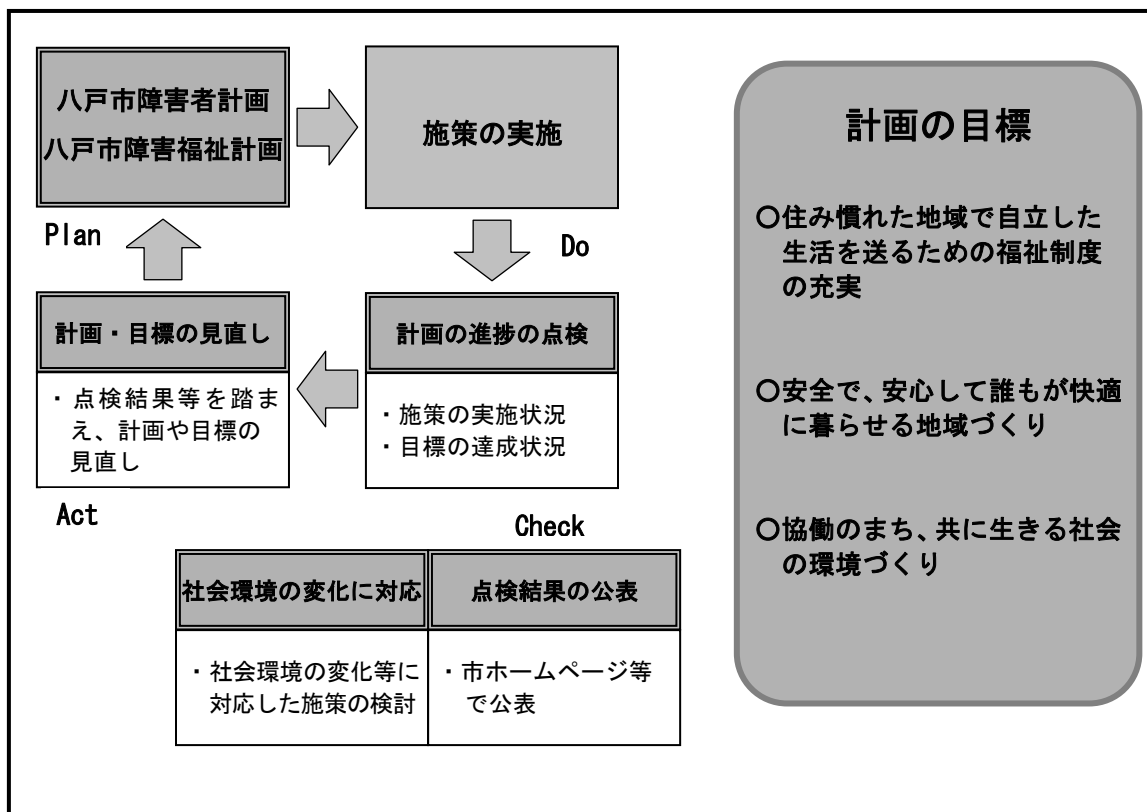 八戸市障害者計画
八戸市障害福祉計画
施策の実施
Plan
Do
計画・目標の見直し
・点検結果等を踏ま
え、計画や目標の
見直し
計画の進捗の点検
・施策の実施状況
・目標の達成状況
Act
Check
社会環境の変化に対応
・社会環境の変化等に
対応した施策の検討
点検結果の公表
・市ホームページ等
で公表
計画の目標
○住み慣れた地域で自立した
生活を送るための福祉制度
の充実
○安全で、安心して誰もが快適
に暮らせる地域づくり
○協働のまち、共に生きる社会
の環境づくり